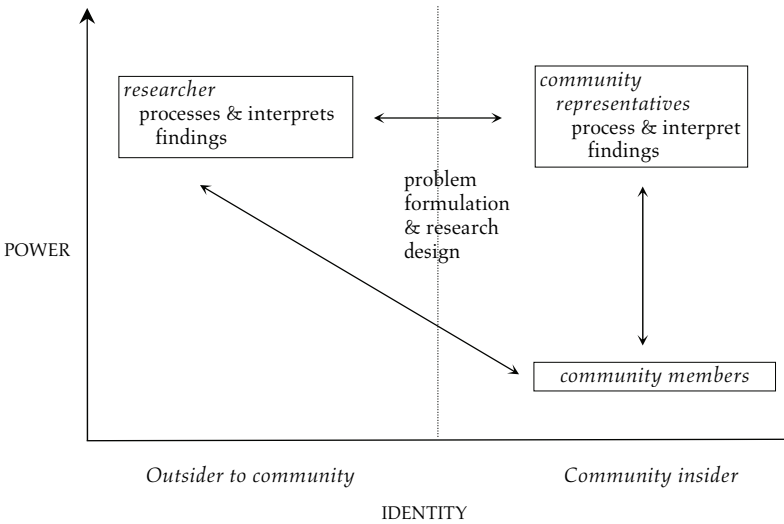 researcher
processes & interprets
findings
community
representatives
process & interpret
findings
problem
formulation
& research
design
POWER
community members
Outsider to community
Community insider
IDENTITY